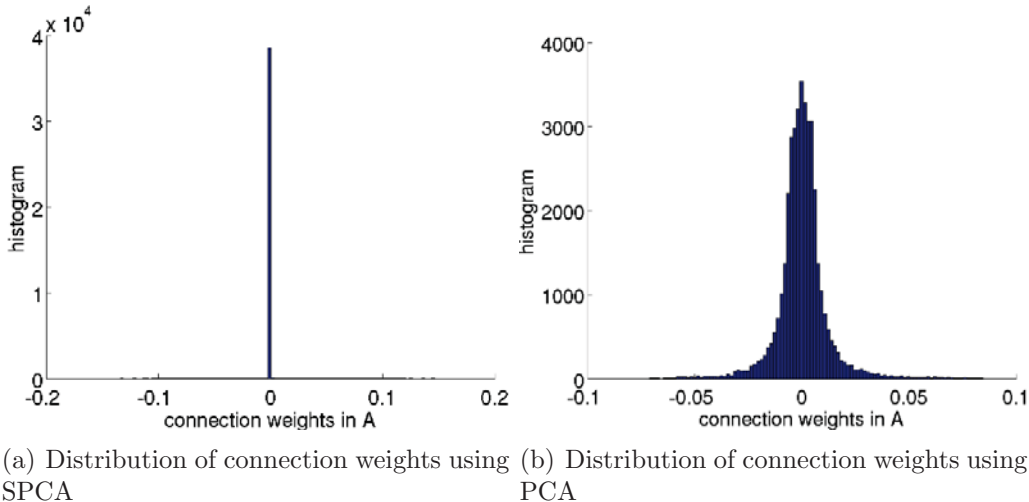 x 10⁴
4
3
2
1
0
histogram
-0.2
-0.1
0
0.1
0.2
connection weights in A
4000
3000
2000
1000
0
histogram
-0.1
-0.05
0
0.05
0.1
connection weights in A
(a) Distribution of connection weights using
SPCA
(b) Distribution of connection weights using
PCA